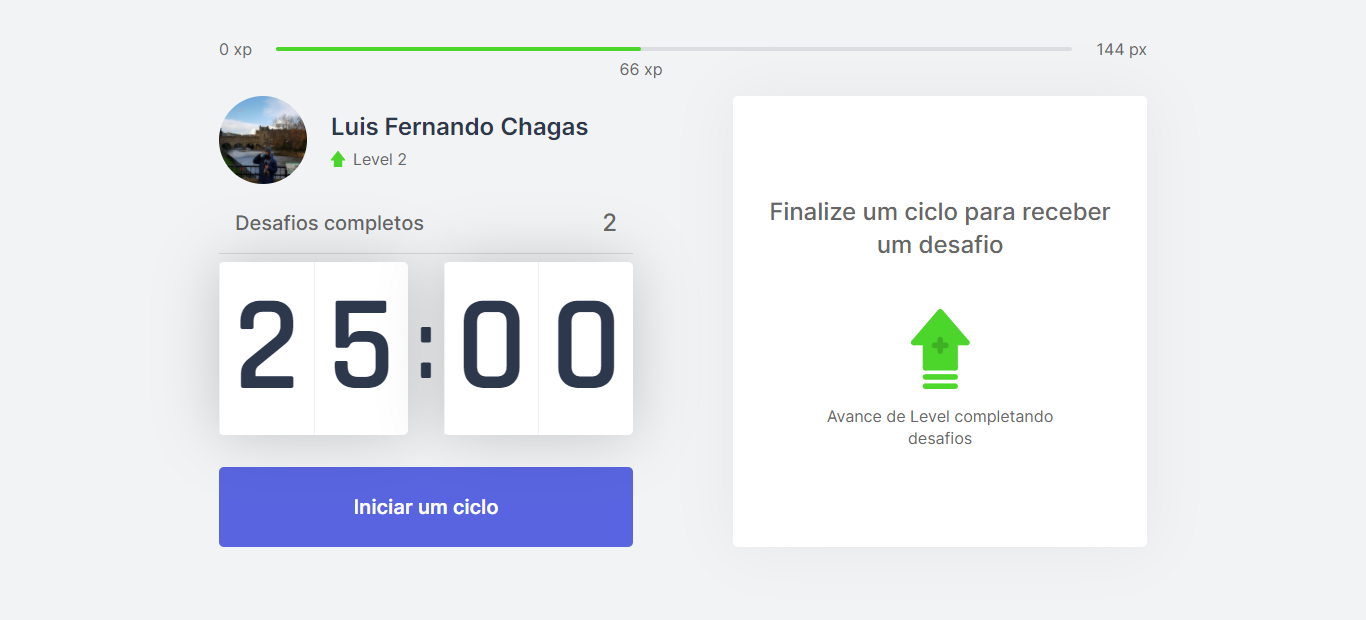 0 xp
144 px
66 xp
Luis Fernando Chagas
Level 2
Desafios completos 2
25:00
Iniciar um ciclo
Finalize um ciclo para receber
um desafio
Avance de Level completando
desafios